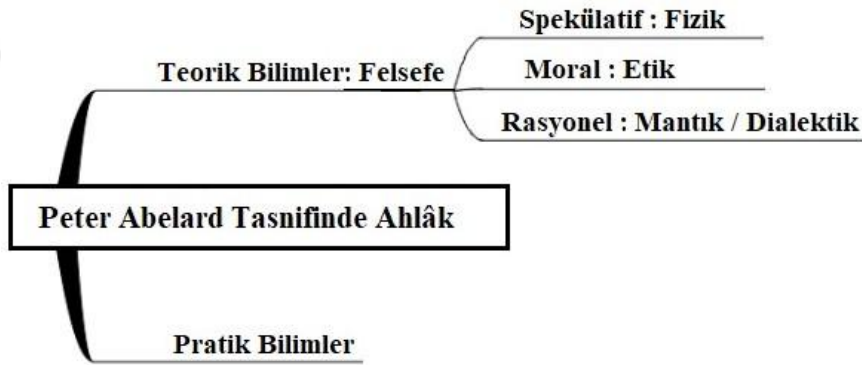 Spekülatif : Fizik
Teorik Bilimler: Felsefe
Moral : Etik
Rasyonel : Mantık / Dialektik
Peter Abelard Tasnifinde Ahlâk
Pratik Bilimler